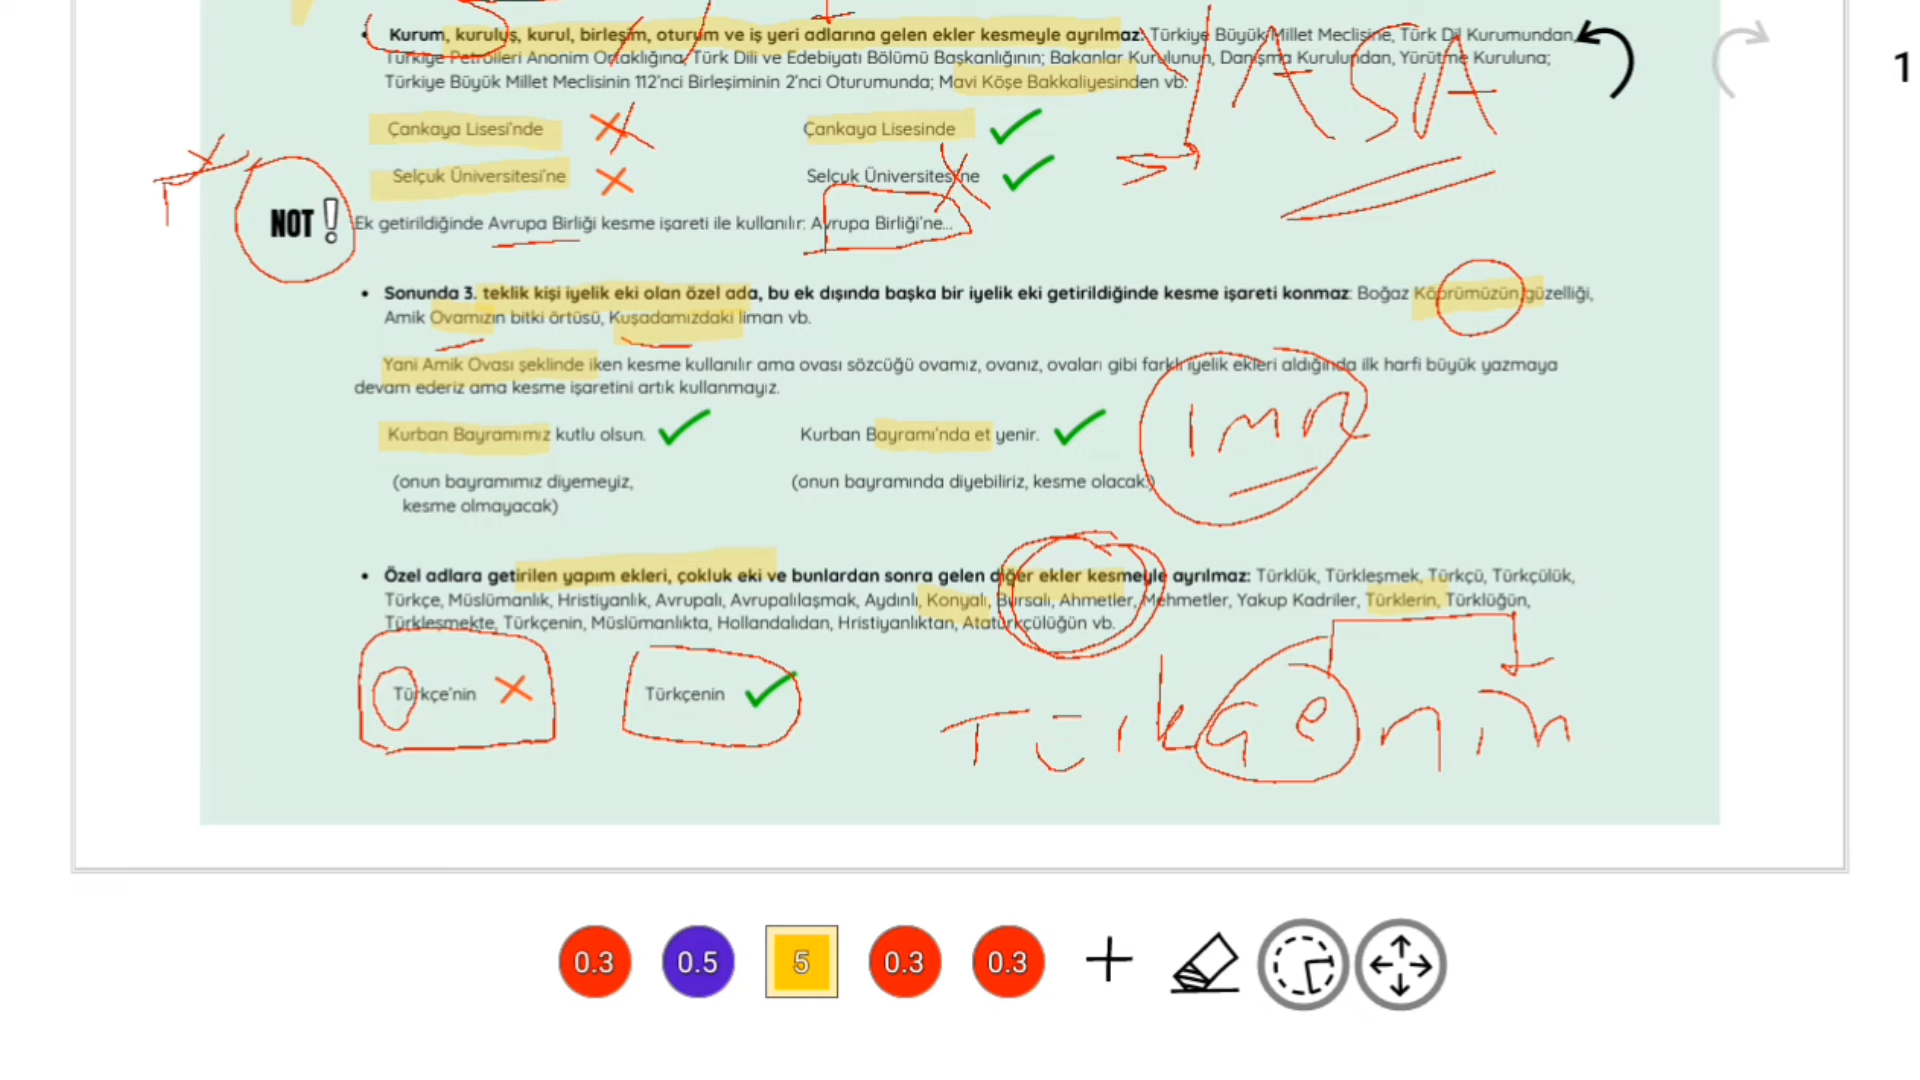 Kurum, kuruluş, kurul, birleşim, oturum ve iş yeri adlarına gelen ekler kesmeyle ayrılmaz: Türkiye Büyük Millet Meclisine, Türk Dil Kurumundan,
Türkiye Petrolleri Anonim Ortaklığına, Türk Dili ve Edebiyatı Bölümü Başkanlığının; Bakanlar Kurulunun, Danışma Kurulundan, Yürütme Kuruluna;
Türkiye Büyük Millet Meclisinin 112'nci Birleşiminin 2'nci Oturumunda; Mavi Köşe Bakkaliyesinden vb.
1
YASA
Çankaya Lisesi'nde Çankaya Lisesinde
Selçuk Üniversitesi'ne Selçuk Üniversitesine
NOT! Ek getirildiğinde Avrupa Birliği kesme işareti ile kullanılır: Avrupa Birliği'ne...
• Sonunda 3. teklik kişi iyelik eki olan özel ada, bu ek dışında başka bir iyelik eki getirildiğinde kesme işareti konmaz: Boğaz Köprümüzün güzelliği,
Amik Ovamızın bitki örtüsü, Kuşadamızdaki liman vb.
Yani Amik Ovası şeklinde iken kesme kullanılır ama ovası sözcüğü ovamız, ovanız, ovaları gibi farklı iyelik ekleri aldığında ilk harfi büyük yazmaya
devam ederiz ama kesme işaretini artık kullanmayız.
Kurban Bayramımız kutlu olsun. Kurban Bayramı'nda et yenir.
(onun bayramımız diyemeyiz, (onun bayramında diyebiliriz, kesme olacak.)
kesme olmayacak)
• Özel adlara getirilen yapım ekleri, çokluk eki ve bunlardan sonra gelen diğer ekler kesmeyle ayrılmaz: Türklük, Türkleşmek, Türkçü, Türkçülük,
Türkçe, Müslümanlık, Hristiyanlık, Avrupalı, Avrupalılaşmak, Aydınlı, Konyalı, Bursalı, Ahmetler, Mehmetler, Yakup Kadriler, Türklerin, Türklüğün,
Türkleşmekte, Türkçenin, Müslümanlıkta, Hollandalıdan, Hristiyanlıktan, Atatürkçülüğün vb.
Türkçe'nin Türkçenin
Türkçenin
0.3 0.5 5 0.3 0.3